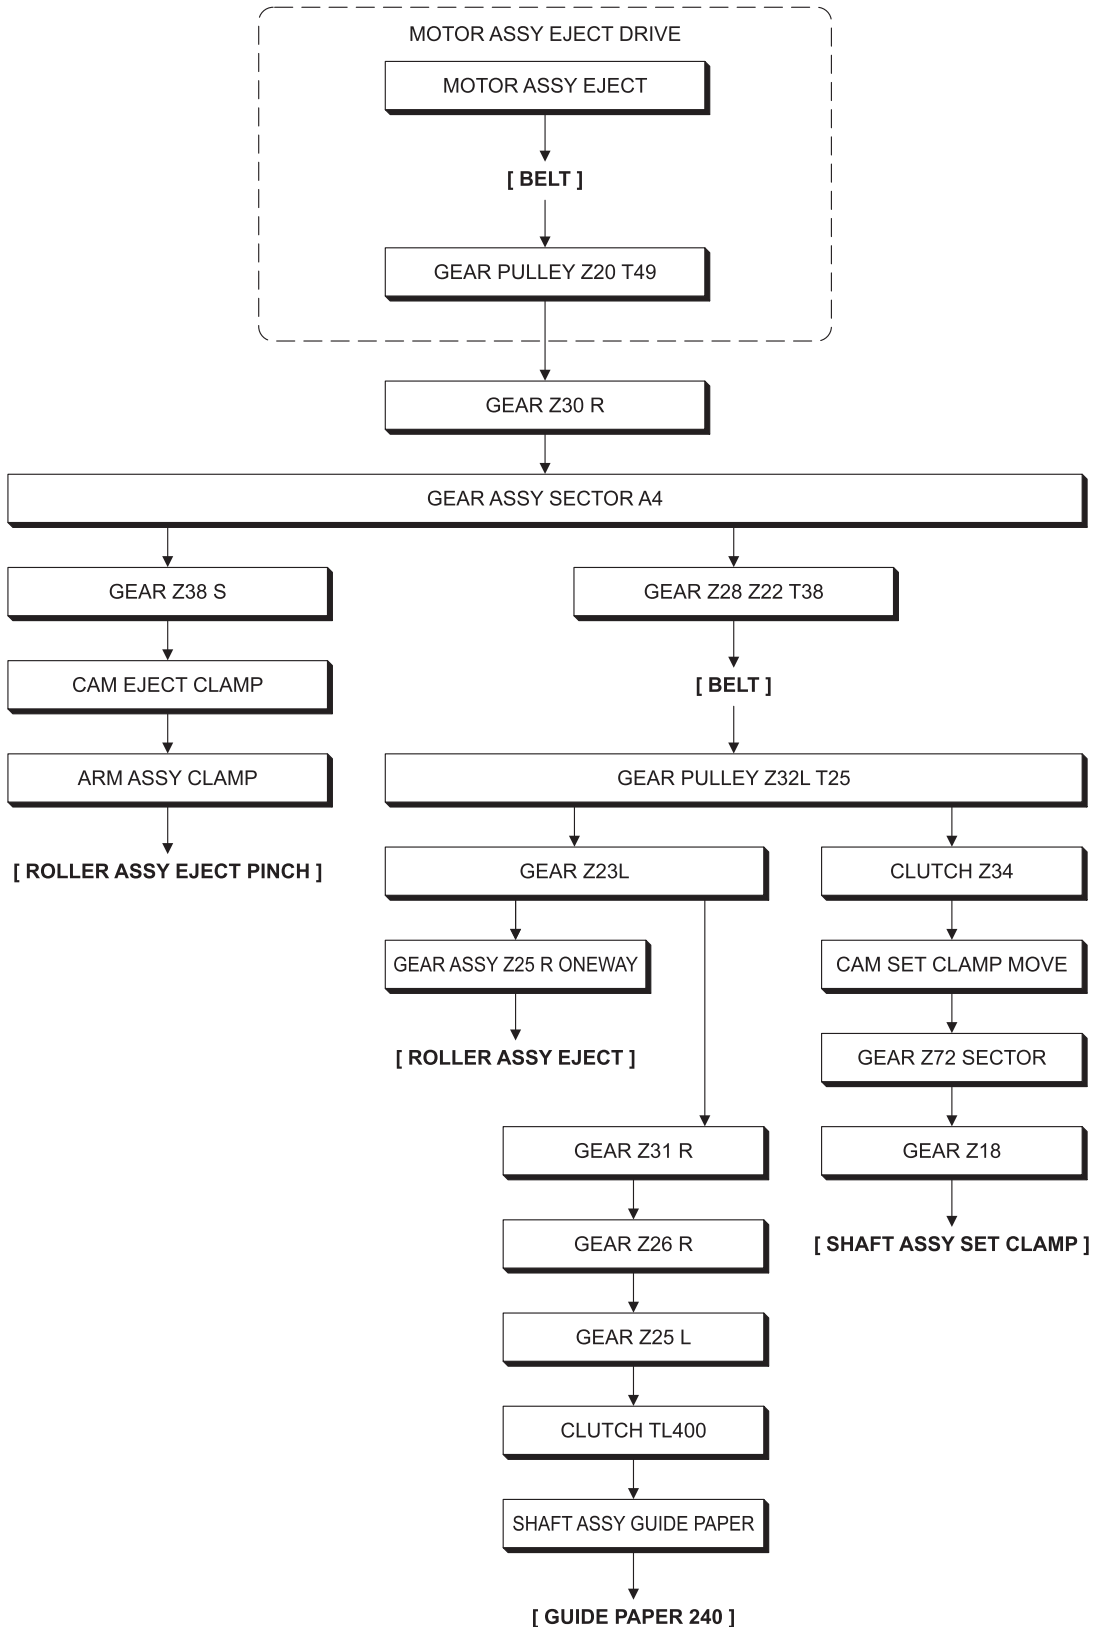 MOTOR ASSY EJECT DRIVE
MOTOR ASSY EJECT
[ BELT ]
GEAR PULLEY Z20 T49
GEAR Z30 R
GEAR ASSY SECTOR A4
GEAR Z38 S
GEAR Z28 Z22 T38
CAM EJECT CLAMP
[ BELT ]
ARM ASSY CLAMP
GEAR PULLEY Z32L T25
[ ROLLER ASSY EJECT PINCH ]
GEAR Z23L
CLUTCH Z34
GEAR ASSY Z25 R ONEWAY
CAM SET CLAMP MOVE
[ ROLLER ASSY EJECT ]
GEAR Z72 SECTOR
GEAR Z31 R
GEAR Z18
GEAR Z26 R
[ SHAFT ASSY SET CLAMP ]
GEAR Z25 L
CLUTCH TL400
SHAFT ASSY GUIDE PAPER
[ GUIDE PAPER 240 ]